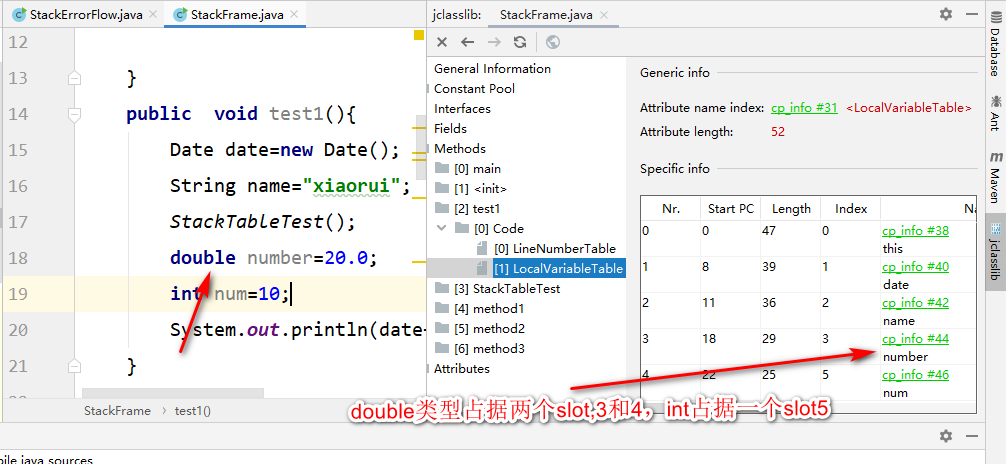 StackErrorFlow.java
StackFrame.java
jclasslib:
StackFrame.java
12
13 }
14 public void test1(){
15 Date date=new Date();
16 String name="xiaorui";
17 StackTableTest();
18 double number=20.0;
19 int num=10;
20 System.out.println(date
21 }
StackFrame › test1()
General Information
Constant Pool
Interfaces
Fields
Methods
[0] main
[1] <init>
[2] test1
[0] Code
[0] LineNumberTable
[1] LocalVariableTable
[3] StackTableTest
[4] method1
[5] method2
[6] method3
Attributes
Generic info
Attribute name index: cp_info #31 <LocalVariableTable>
Attribute length: 52
Specific info
Nr. Start PC Length Index Na
0 0 47 0 cp_info #38
this
1 8 39 1 cp_info #40
date
2 11 36 2 cp_info #42
name
3 18 29 3 cp_info #44
number
4 22 25 5 cp_info #46
num
double类型占据两个slot,3和4，int占据一个slot5
Database
Ant
Maven
jclasslib
pile java sources